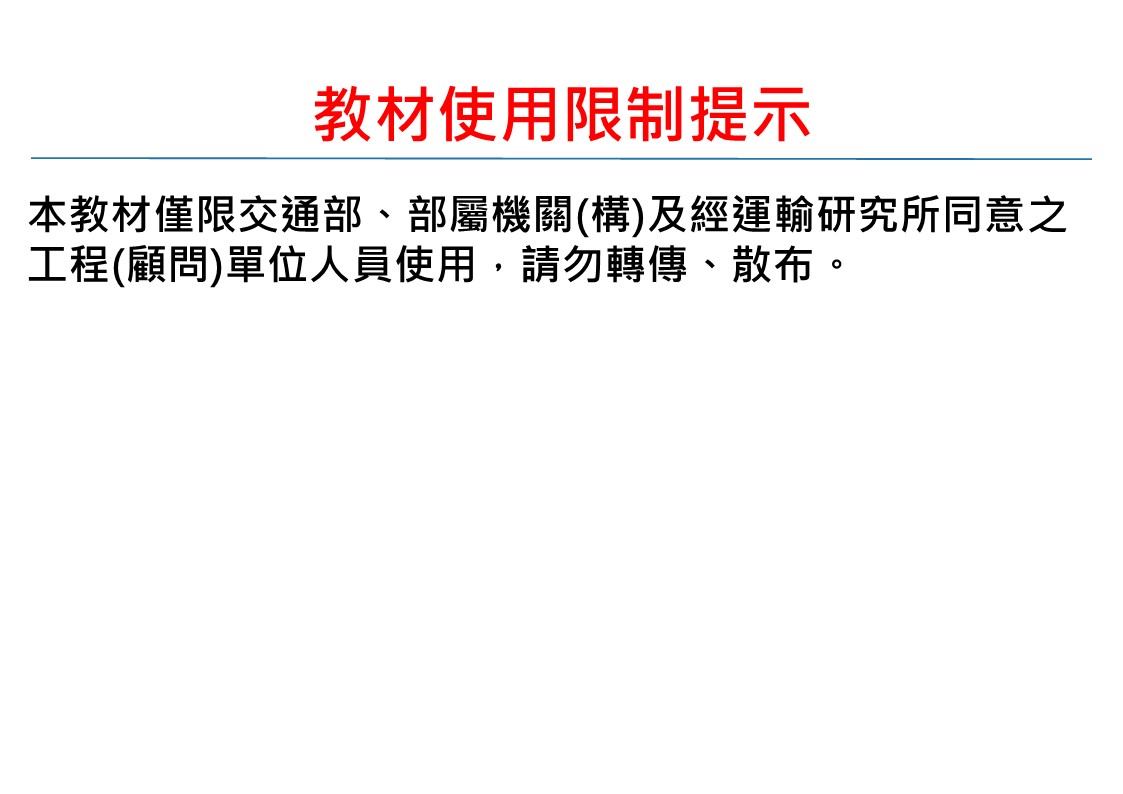 教材使用限制提示
本教材僅限交通部、部屬機關(構)及經運輸研究所同意之
工程(顧問)單位人員使用，請勿轉傳、散布。